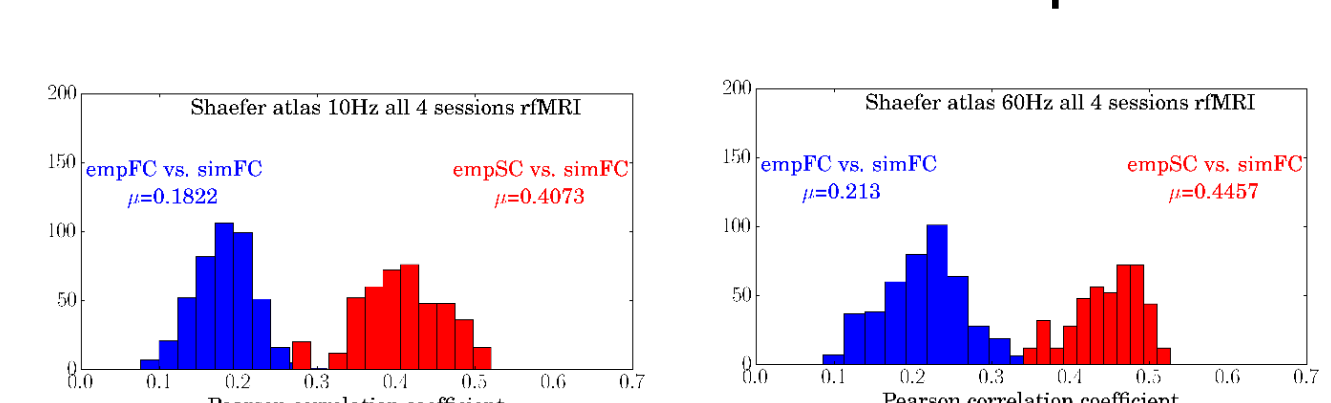 Shaefer atlas 10Hz all 4 sessions rfMRI
empFC vs. simFC
μ=0.1822
empSC vs. simFC
μ=0.4073
200
150
100
50
0
0.0 0.1 0.2 0.3 0.4 0.5 0.6 0.7
Pearson correlation coefficient
Shaefer atlas 60Hz all 4 sessions rfMRI
empFC vs. simFC
μ=0.213
empSC vs. simFC
μ=0.4457
200
150
100
50
0
0.0 0.1 0.2 0.3 0.4 0.5 0.6 0.7
Pearson correlation coefficient